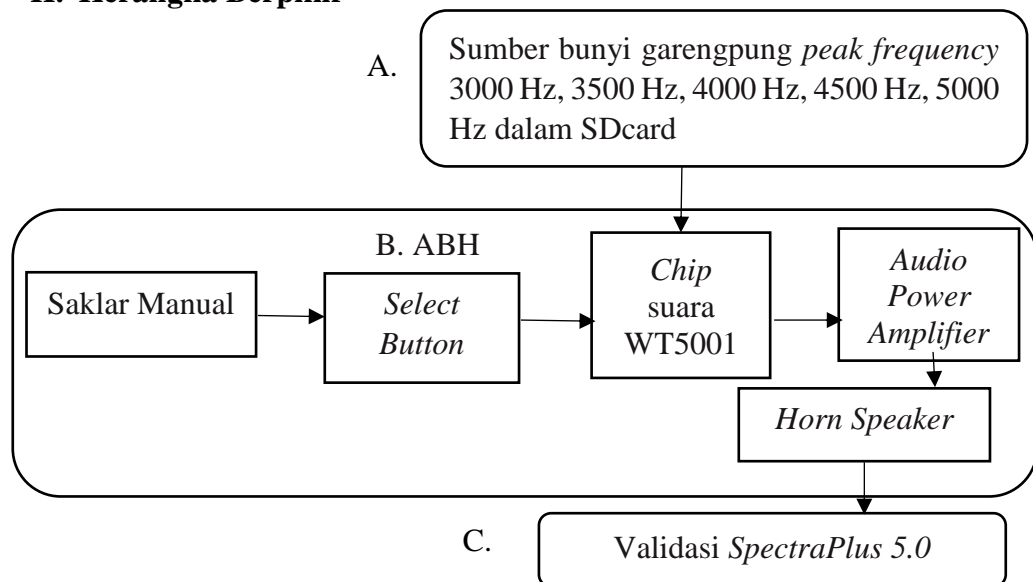 A.
Sumber bunyi garengpung peak frequency
3000 Hz, 3500 Hz, 4000 Hz, 4500 Hz, 5000
Hz dalam SDcard
B. ABH
Saklar Manual
Select
Button
Chip
suara
WT5001
Audio
Power
Amplifier
Horn Speaker
C.
Validasi SpectraPlus 5.0